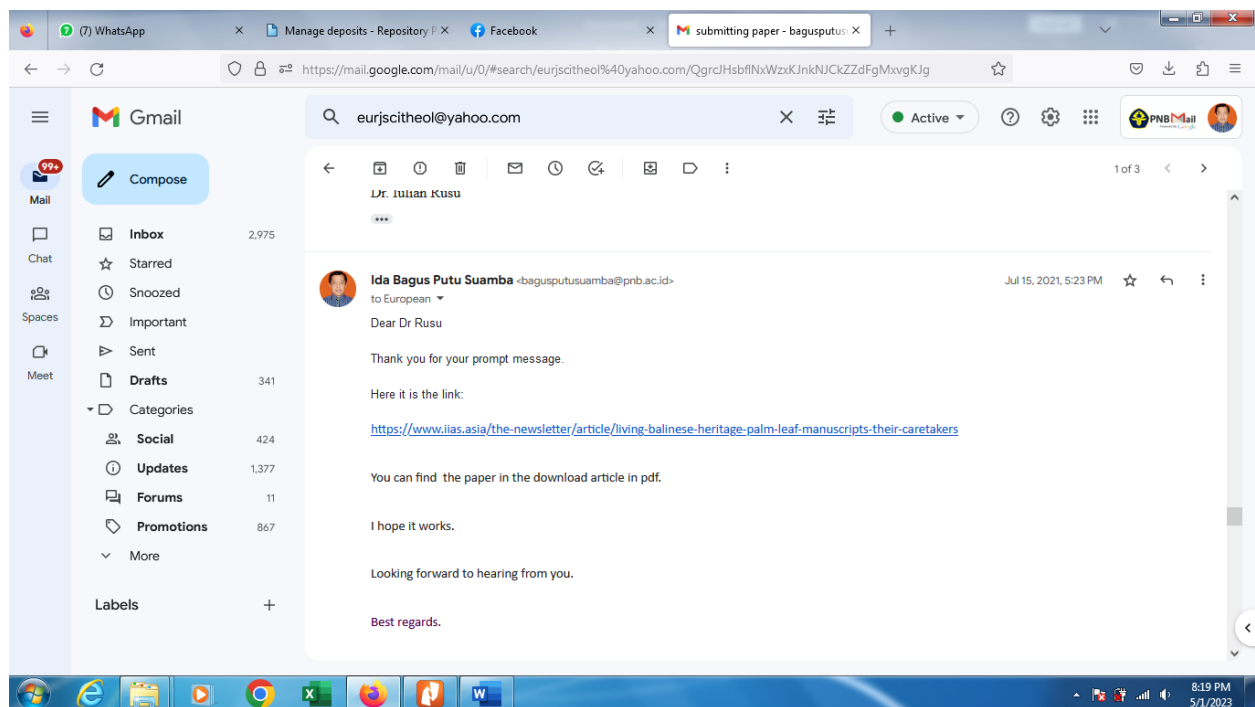 (7) WhatsApp
Manage deposits - Repository P
Facebook
submitting paper - bagusputusu
https://mail.google.com/mail/u/0/#search/eurjscitheol%40yahoo.com/QgrcJHsbflNxWzxKJnkNJCkZZdFgMxvgKJg
Gmail
eurjscitheol@yahoo.com
Active
PNBMail
99+
Mail
Compose
1 of 3
Dr. Iulian Rusu
Inbox 2,975
Chat
Starred
Snoozed
Spaces
Important
Sent
Meet
Drafts 341
Categories
Social 424
Updates 1,377
Forums 11
Promotions 867
More
Labels
Ida Bagus Putu Suamba <bagusputusuamba@pnb.ac.id>
Jul 15, 2021, 5:23 PM
to European
Dear Dr Rusu
Thank you for your prompt message.
Here it is the link:
https://www.iias.asia/the-newsletter/article/living-balinese-heritage-palm-leaf-manuscripts-their-caretakers
You can find the paper in the download article in pdf.
I hope it works.
Looking forward to hearing from you.
Best regards.
8:19 PM
5/1/2023